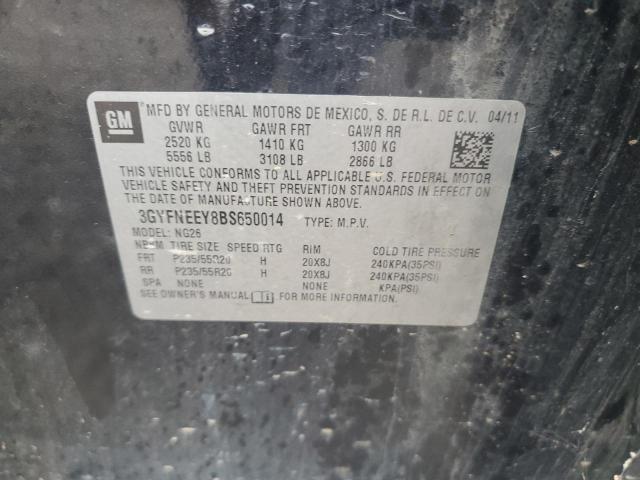 GM MFD BY GENERAL MOTORS DE MEXICO, S. DE R.L. DE C.V. 04/11
GVWR GAWR FRT GAWR RR
2520 KG 1410 KG 1300 KG
5556 LB 3108 LB 2866 LB
THIS VEHICLE CONFORMS TO ALL APPLICABLE U.S. FEDERAL MOTOR
VEHICLE SAFETY AND THEFT PREVENTION STANDARDS IN EFFECT ON
THE DATE OF MANUFACTURE SHOWN ABOVE.
3GYFNEEY8BS650014 TYPE: M.P.V.
MODEL: NG26
TIRE SIZE SPEED RTG RIM COLD TIRE PRESSURE
FRT P235/55R20 H 20X8J 240KPA(35PSI)
RR P235/55R20 H 20X8J 240KPA(35PSI)
SPA NONE NONE KPA(PSI)
SEE OWNER'S MANUAL FOR MORE INFORMATION.